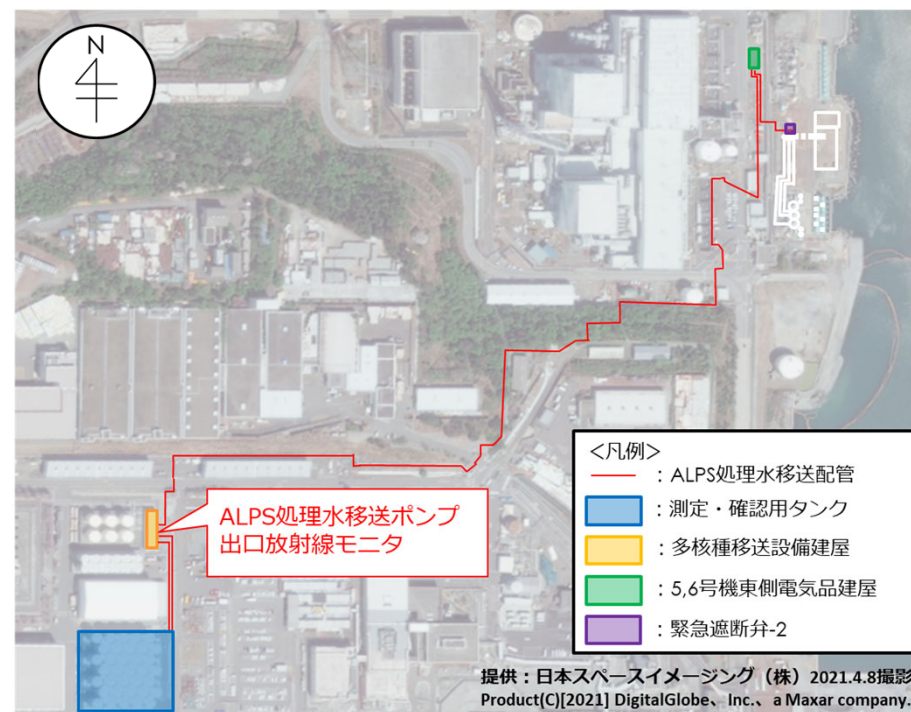 N
ALPS処理水移送ポンプ
出口放射線モニタ
<凡例>
：ALPS処理水移送配管
：測定・確認用タンク
：多核種移送設備建屋
：5,6号機東側電気品建屋
：緊急遮断弁-2
提供：日本スペースイメージング（株）2021.4.8撮影
Product(C)[2021] DigitalGlobe、Inc.、a Maxar company.